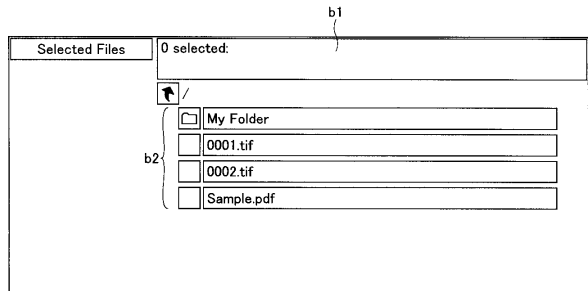 b1
Selected Files
0 selected:
/
My Folder
0001.tif
b2
0002.tif
Sample.pdf